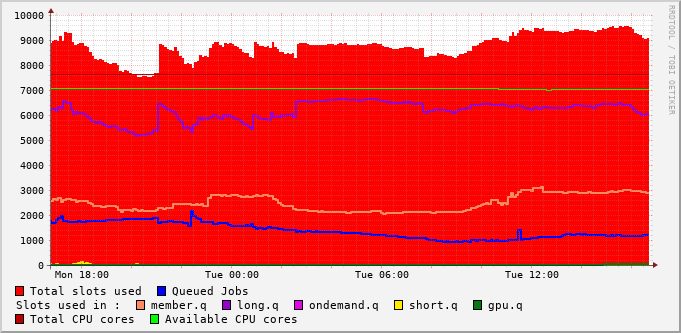 10000
9000
8000
7000
6000
5000
4000
3000
2000
1000
0
Mon 18:00 Tue 00:00 Tue 06:00 Tue 12:00
RRDTOOL / TOBI OETIKER
Total slots used Queued Jobs
Slots used in : member.q long.q ondemand.q short.q gpu.q
Total CPU cores Available CPU cores